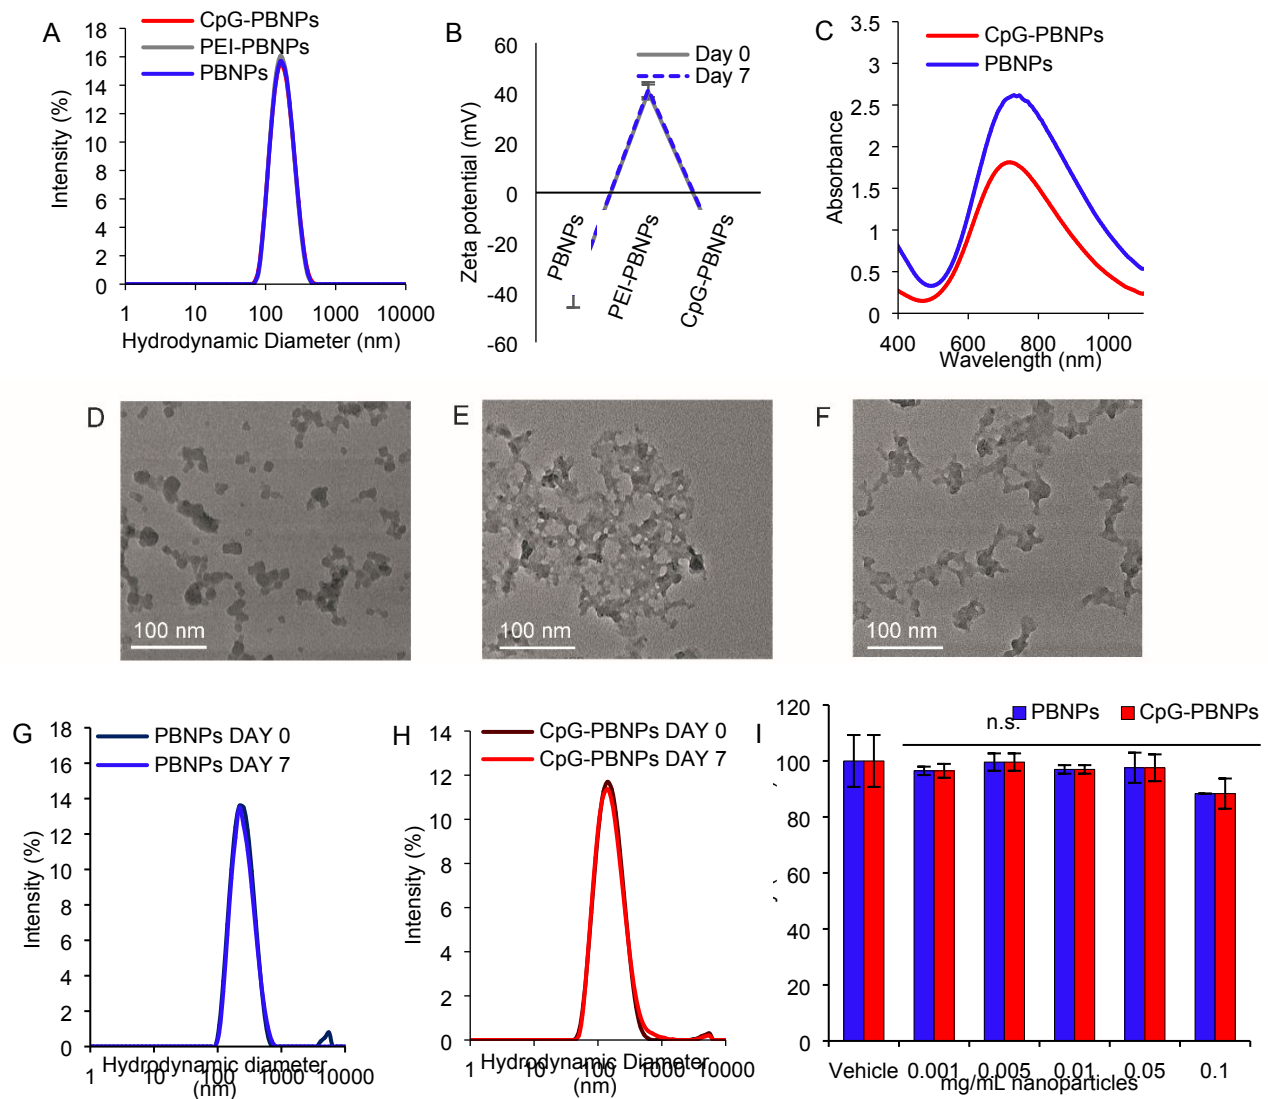 A
CpG-PBNPs
PEI-PBNPs
PBNPs
18
16
14
12
10
8
6
4
2
0
Intensity (%)
1 10 100 1000 10000
Hydrodynamic Diameter (nm)
B
Day 0
Day 7
60
40
20
0
-20
-40
-60
Zeta potential (mV)
PBNPs
PEI-PBNPs
CpG-PBNPs
C
CpG-PBNPs
PBNPs
3.5
3
2.5
2
1.5
1
0.5
0
Absorbance
400 600 800 1000
Wavelength (nm)
D
100 nm
E
100 nm
F
100 nm
G
PBNPs DAY 0
PBNPs DAY 7
18
16
14
12
10
8
6
4
2
0
Intensity (%)
1 10 100 1000 10000
Hydrodynamic diameter
(nm)
H
CpG-PBNPs DAY 0
CpG-PBNPs DAY 7
14
12
10
8
6
4
2
0
Intensity (%)
1 10 100 1000 10000
Hydrodynamic Diameter
(nm)
I
PBNPs CpG-PBNPs
n.s.
120
100
80
60
40
20
0
Vehicle 0.001 0.005 0.01 0.05 0.1
mg/mL nanoparticles